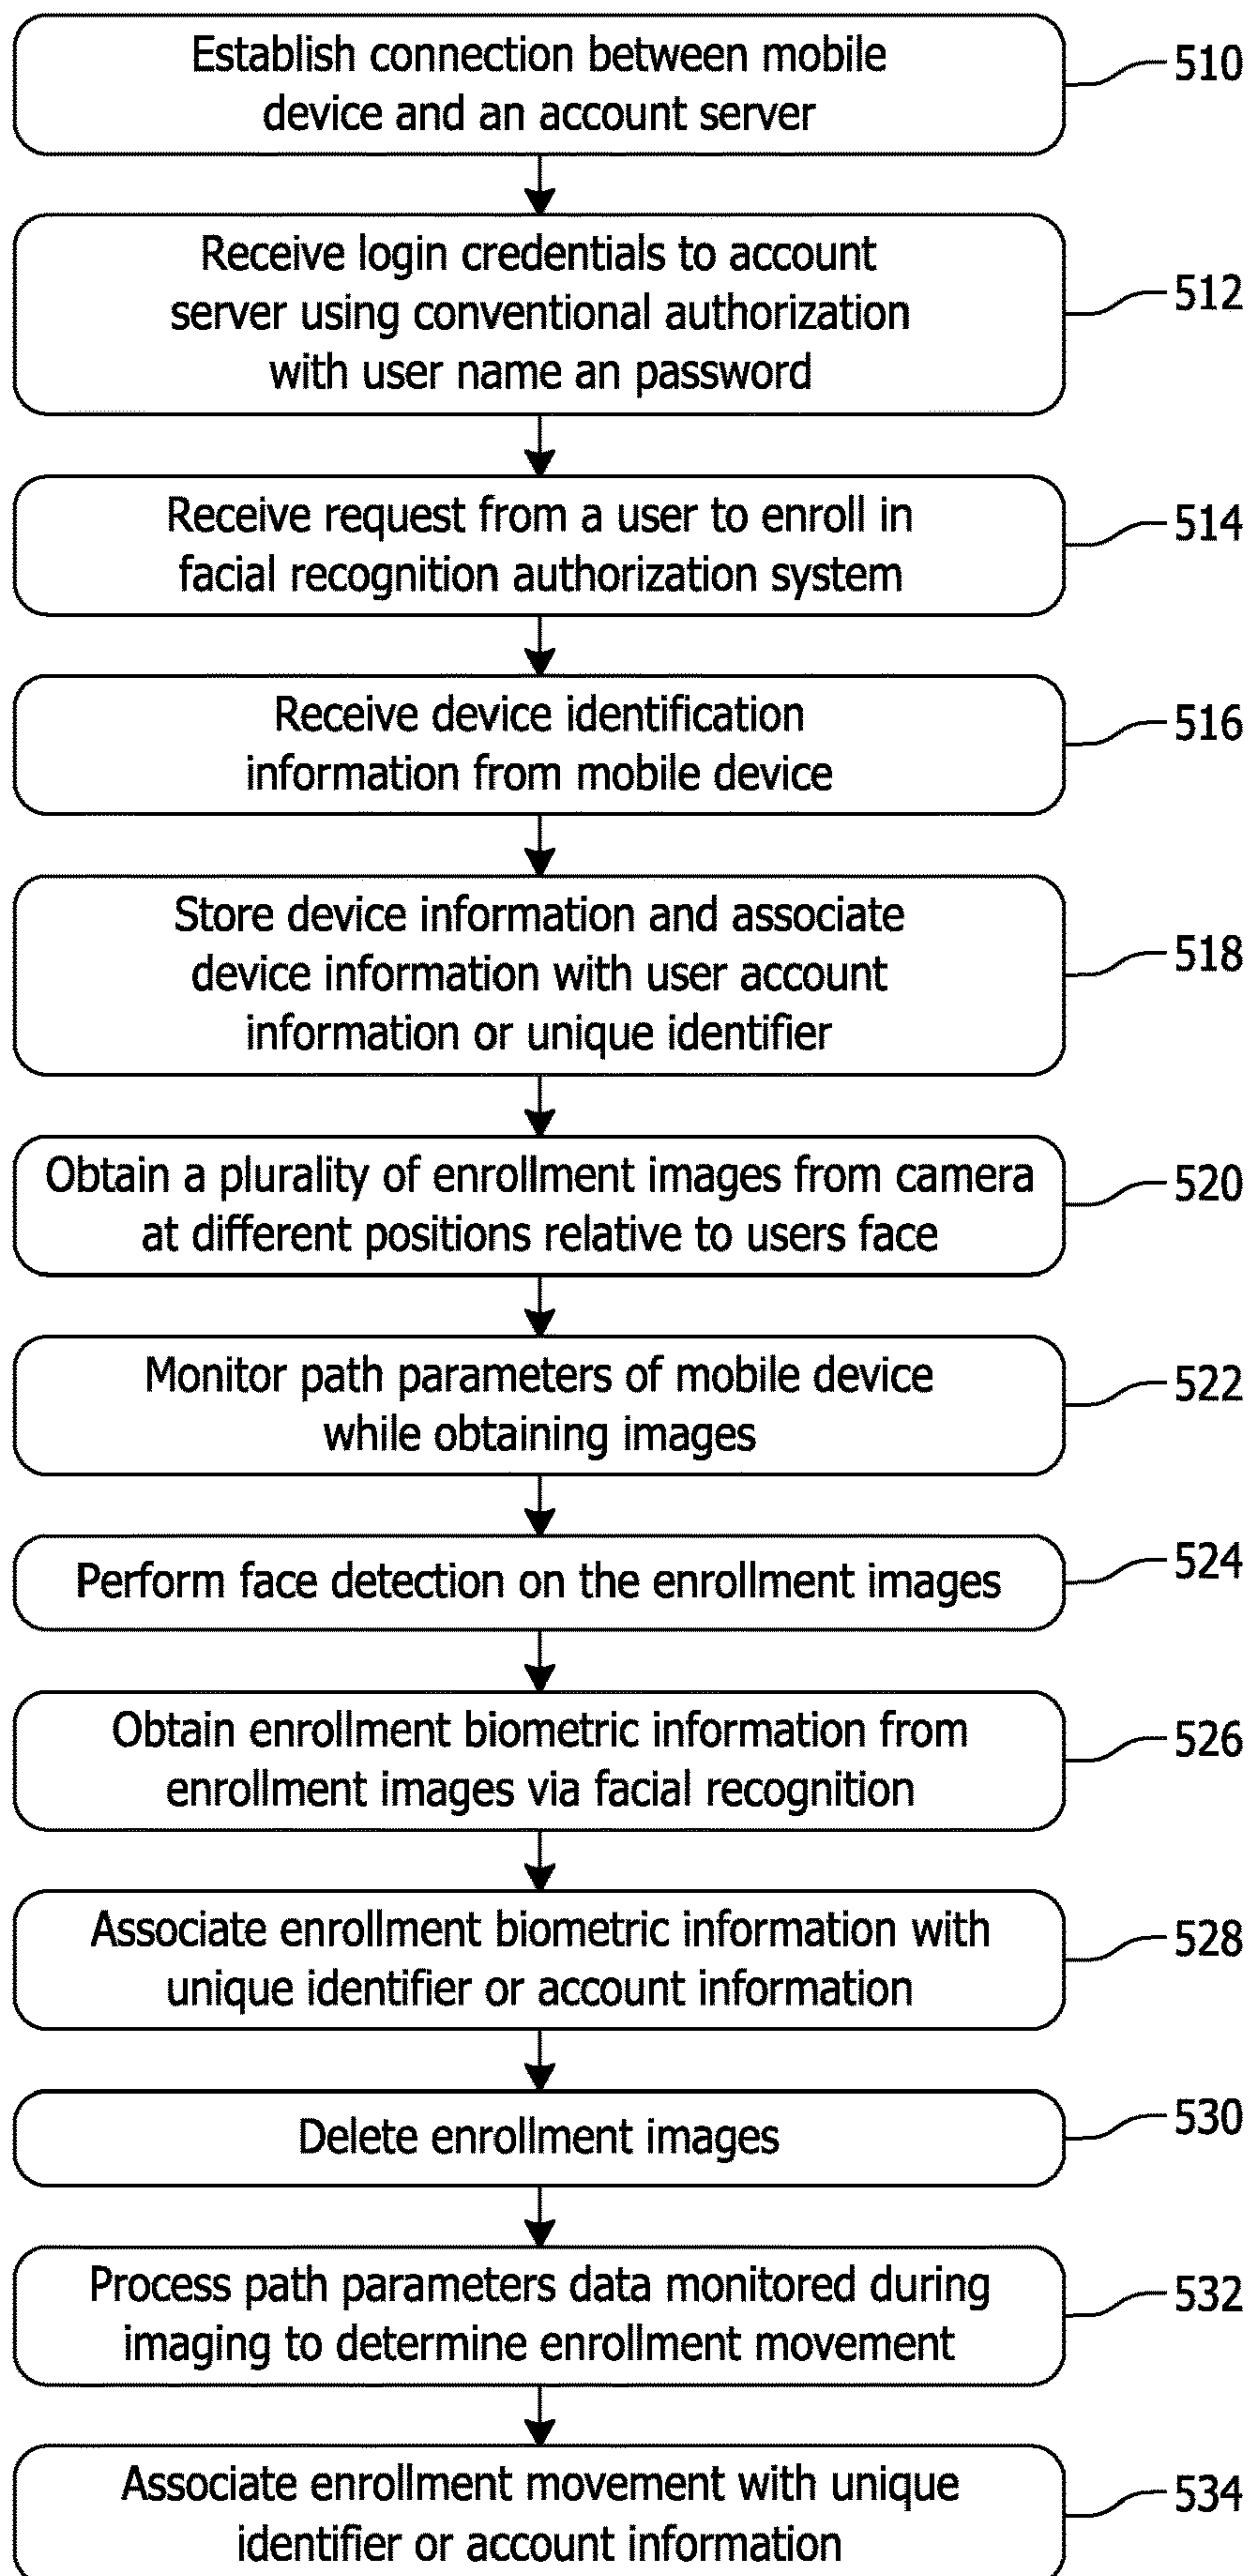 Establish connection between mobile
device and an account server
510
Receive login credentials to account
server using conventional authorization
with user name an password
512
Receive request from a user to enroll in
facial recognition authorization system
514
Receive device identification
information from mobile device
516
Store device information and associate
device information with user account
information or unique identifier
518
Obtain a plurality of enrollment images from camera
at different positions relative to users face
520
Monitor path parameters of mobile device
while obtaining images
522
Perform face detection on the enrollment images
524
Obtain enrollment biometric information from
enrollment images via facial recognition
526
Associate enrollment biometric information with
unique identifier or account information
528
Delete enrollment images
530
Process path parameters data monitored during
imaging to determine enrollment movement
532
Associate enrollment movement with unique
identifier or account information
534